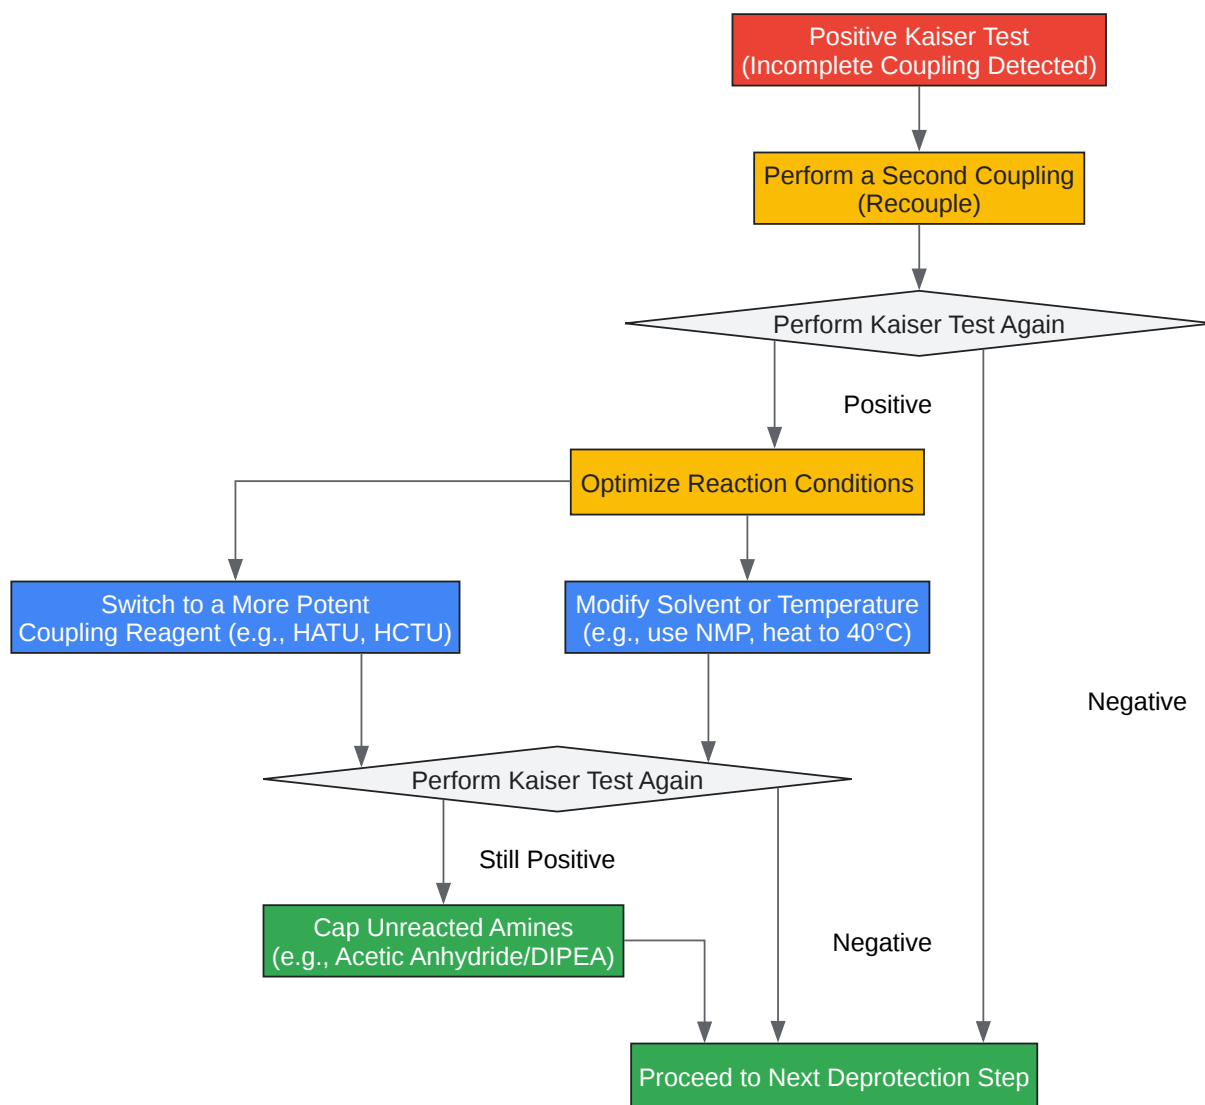 Positive Kaiser Test
(Incomplete Coupling Detected)
Perform a Second Coupling
(Recouple)
Perform Kaiser Test Again
Positive
Optimize Reaction Conditions
Switch to a More Potent
Coupling Reagent (e.g., HATU, HCTU)
Modify Solvent or Temperature
(e.g., use NMP, heat to 40°C)
Negative
Perform Kaiser Test Again
Still Positive
Cap Unreacted Amines
(e.g., Acetic Anhydride/DIPEA)
Negative
Proceed to Next Deprotection Step